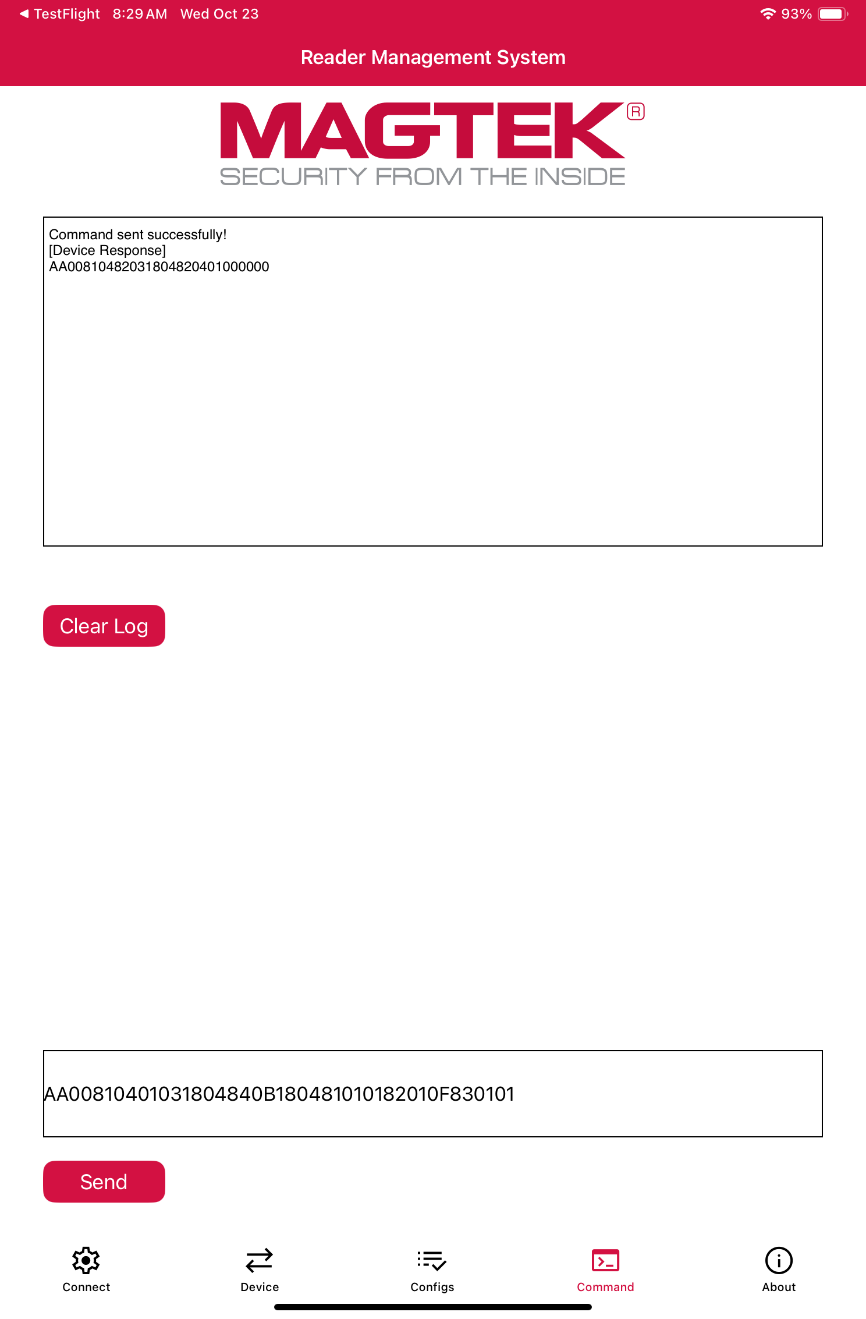 TestFlight 8:29 AM Wed Oct 23 93%
Reader Management System
MAGTEK®
SECURITY FROM THE INSIDE
Command sent successfully!
[Device Response]
AA00810482031804820401000000
Clear Log
AA00810401031804840B180481010182010F830101
Send
Connect Device Configs Command About